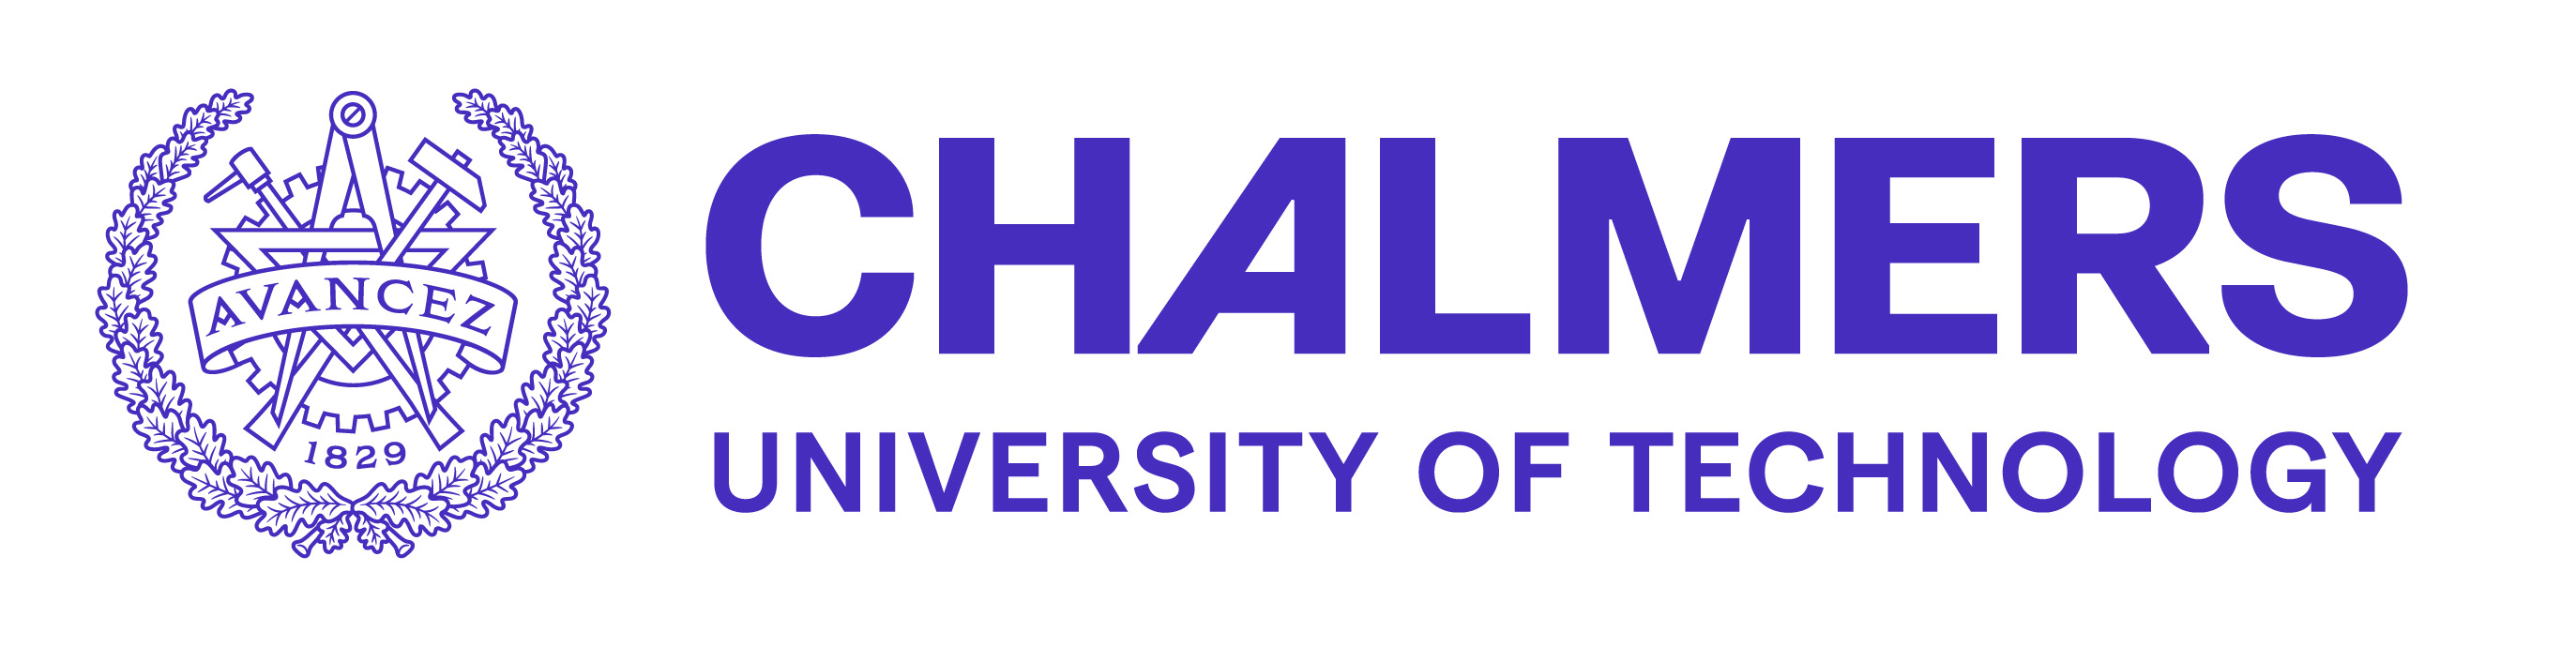 AVANCEZ
1829
CHALMERS
UNIVERSITY OF TECHNOLOGY